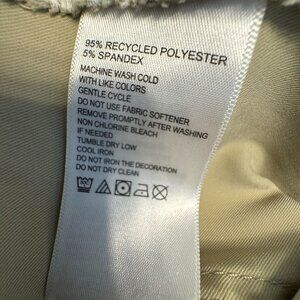 95% RECYCLED POLYESTER
5% SPANDEX
MACHINE WASH COLD
WITH LIKE COLORS
GENTLE CYCLE
DO NOT USE FABRIC SOFTENER
REMOVE PROMPTLY AFTER WASHING
NON CHLORINE BLEACH
IF NEEDED
TUMBLE DRY LOW
COOL IRON
DO NOT IRON THE DECORATION
DO NOT DRY CLEAN